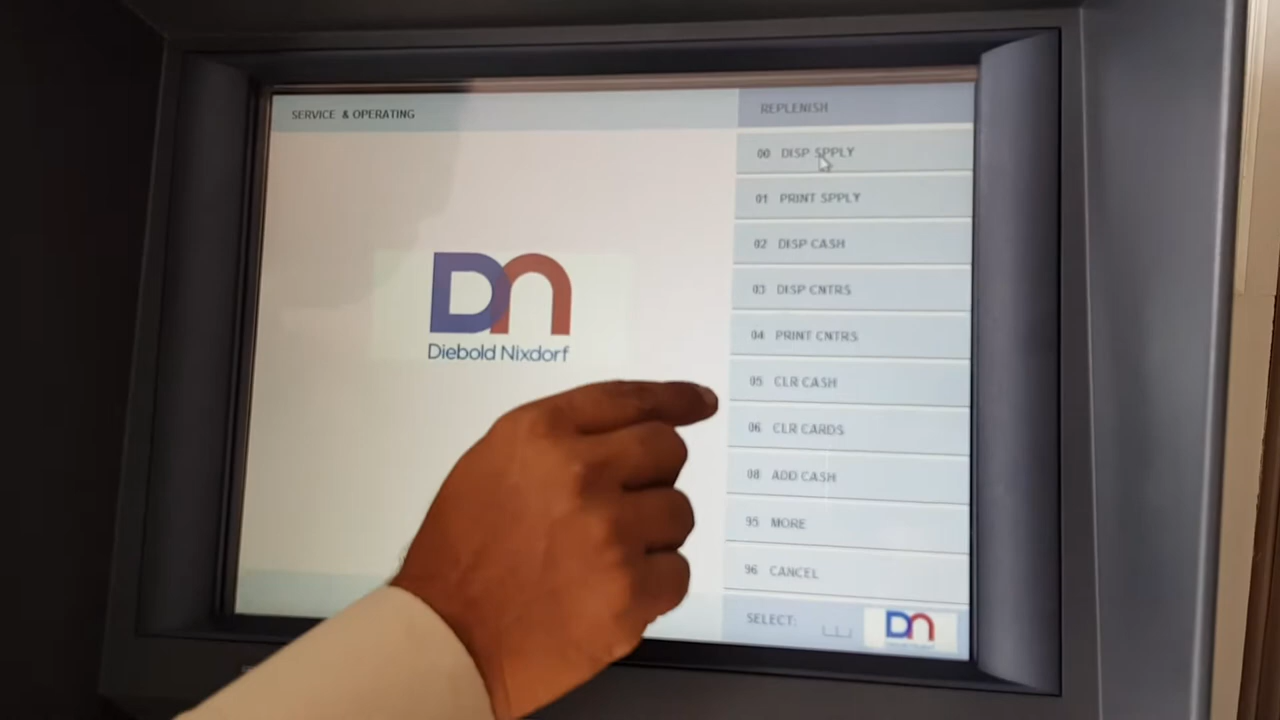 SERVICE & OPERATING
REPLENISH
00 DISP SPPLY
01 PRINT SPPLY
02 DISP CASH
03 DISP CNTRS
04 PRINT CNTRS
05 CLR CASH
06 CLR CARDS
08 ADD CASH
95 MORE
96 CANCEL
SELECT:
DN
Diebold Nixdorf
DN